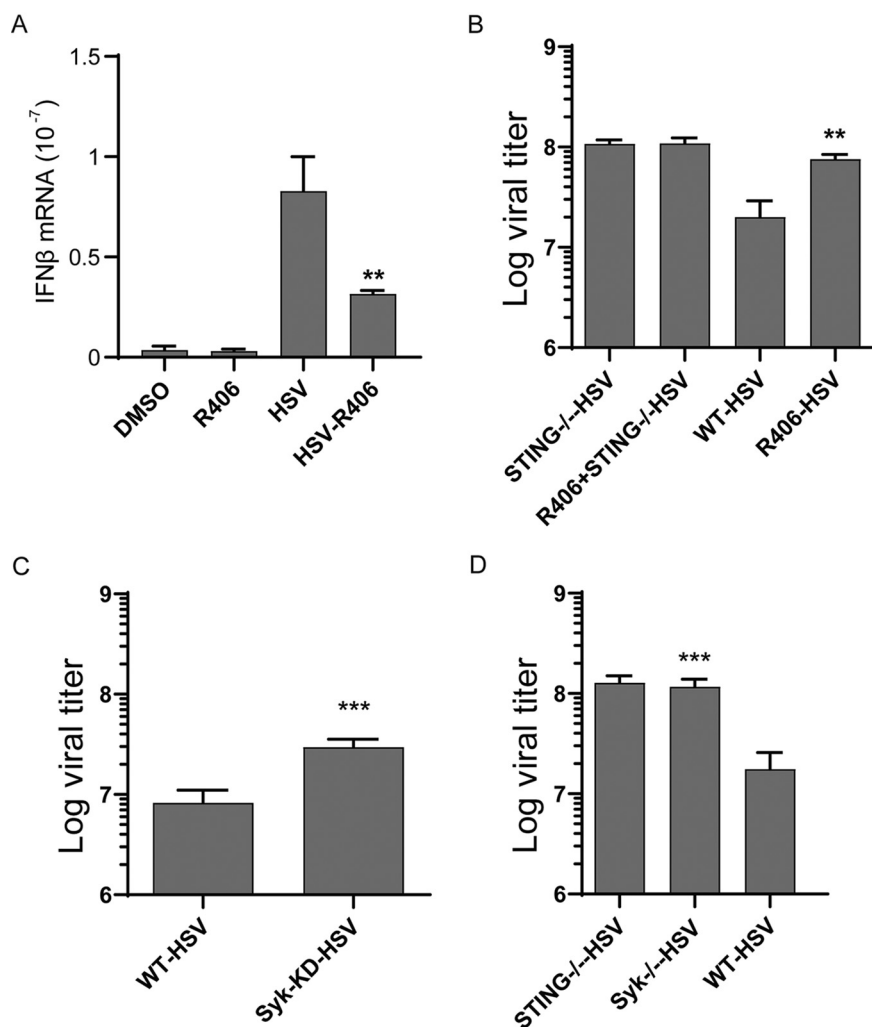 A
IFNβ mRNA (10⁻⁷)
1.5
1
0.5
0
**
DMSO
R406
HSV
HSV-R406
B
Log viral titer
9
8
7
6
**
STING-/--HSV
R406+STING-/-HSV
WT-HSV
R406-HSV
C
Log viral titer
9
8
7
6
***
WT-HSV
Syk-KD-HSV
D
Log viral titer
9
8
7
6
***
STING-/--HSV
Syk-/--HSV
WT-HSV